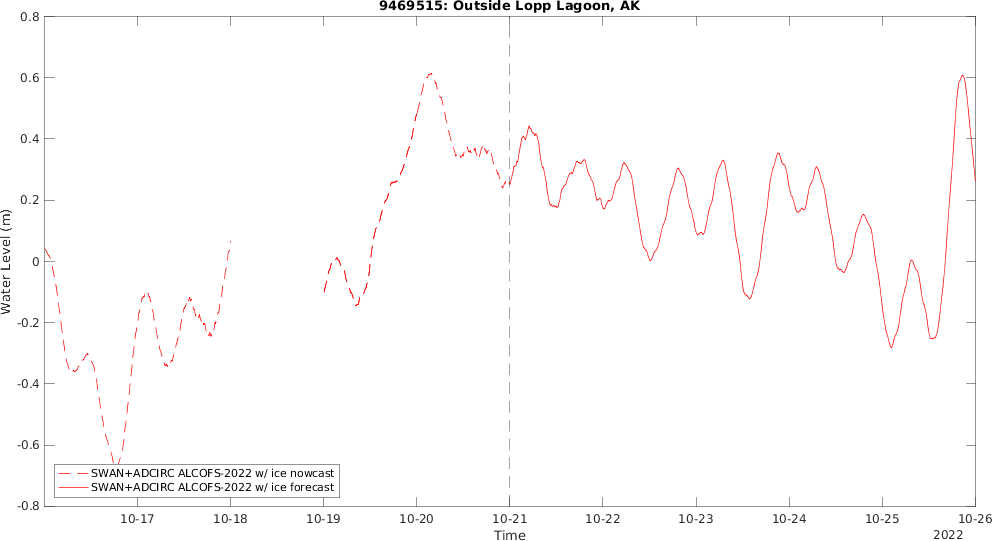 9469515: Outside Lopp Lagoon, AK
0.8
0.6
0.4
0.2
0
-0.2
-0.4
-0.6
-0.8
Water Level (m)
SWAN+ADCIRC ALCOFS-2022 w/ ice nowcast
SWAN+ADCIRC ALCOFS-2022 w/ ice forecast
10-17 10-18 10-19 10-20 10-21 10-22 10-23 10-24 10-25 10-26
Time
2022